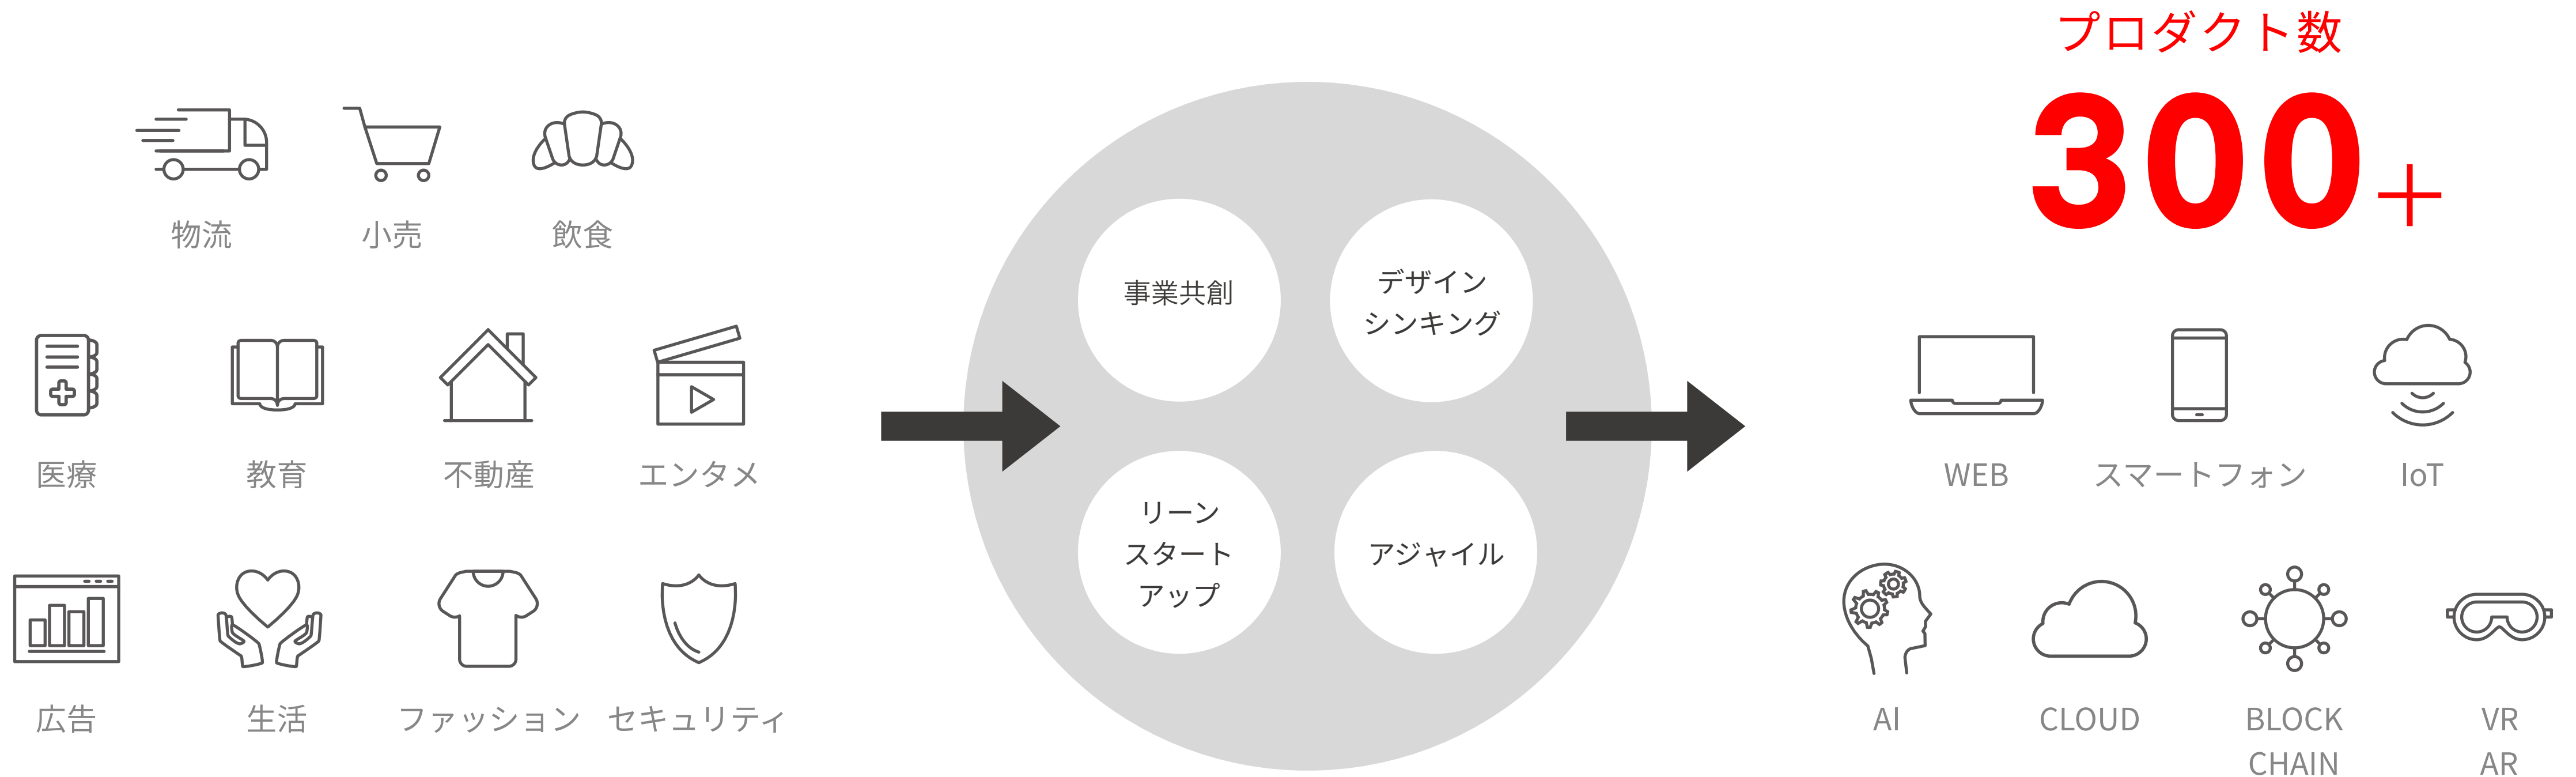 物流
小売
飲食
医療
教育
不動産
エンタメ
広告
生活
ファッション
セキュリティ
事業共創
デザイン
シンキング
リーン
スタート
アップ
アジャイル
プロダクト数
300+
WEB
スマートフォン
IoT
AI
CLOUD
BLOCK
CHAIN
VR
AR